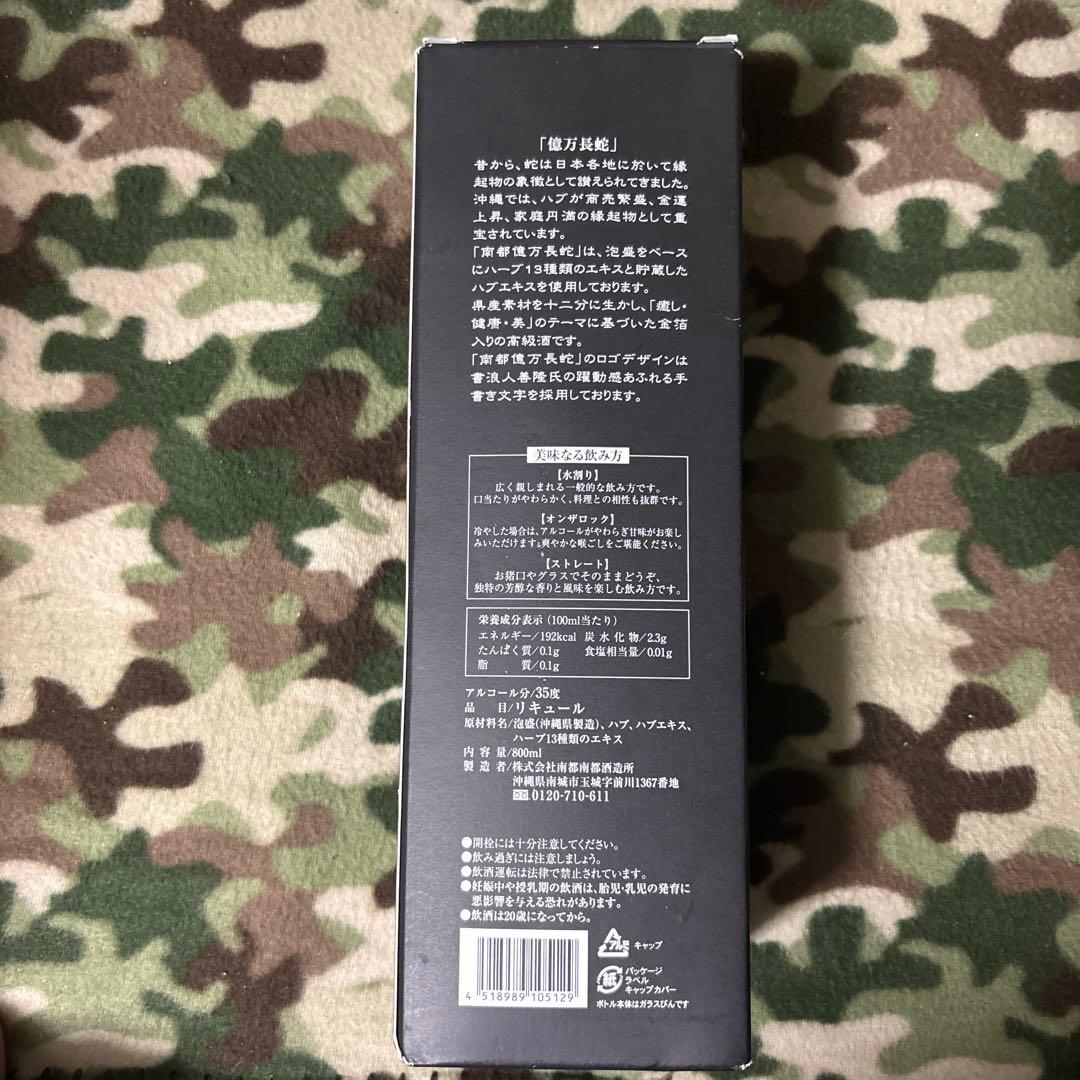 「億万長蛇」
昔から、蛇は日本各地に於いて縁
起物の象徴として讃えられてきました。
沖縄では、ハブが商売繁盛、金運
上昇、家庭円満の縁起物として重
宝されています。
「南都億万長蛇」は、泡盛をベース
にハーブ13種類のエキスと貯蔵した
ハブエキスを使用しております。
県産素材を十二分に生かし、「癒し・
健康・美」のテーマに基づいた金箔
入りの高級酒です。
「南都億万長蛇」のロゴデザインは
書浪人善隆氏の躍動感あふれる手
書き文字を採用しております。
美味なる飲み方
【水割り】
広く親しまれる一般的な飲み方です。
口当たりがやわらかく、料理との相性も抜群です。
【オンザロック】
冷やした場合は、アルコールがやわらぎ甘味がお楽し
みいただけます。爽やかな喉ごしをご堪能ください。
【ストレート】
お猪口やグラスでそのままどうぞ、
独特の芳醇な香りと風味を楽しむ飲み方です。
栄養成分表示 (100ml当たり)
エネルギー/192kcal 炭水化物/2.3g
たんぱく質/0.1g 食塩相当量/0.01g
脂 質/0.1g
アルコール分/35度
品 目/リキュール
原材料名/泡盛(沖縄県製造)、ハブ、ハブエキス、
ハーブ13種類のエキス
内容量/800ml
製造者/株式会社南都南都酒造所
沖縄県南城市玉城字前川1367番地
0120-710-611
●開栓には十分注意してください。
●飲み過ぎには注意しましょう。
●飲酒運転は法律で禁止されています。
●妊娠中や授乳期の飲酒は、胎児・乳児の発育に
悪影響を与える恐れがあります。
●飲酒は20歳になってから。
アルミ キャップ
紙 パッケージ
ラベル
キャップカバー
ボトル本体はガラスびんです
4 518989 105129